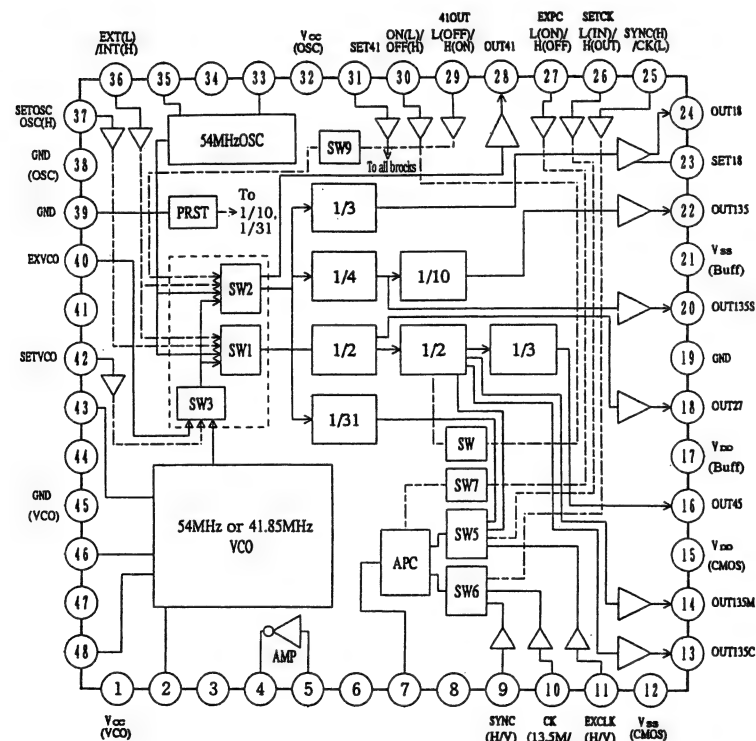 EXT(L)
/INT(H)
Vcc
(OSC)
SET41
ON(L)/
OFF(H)
41OUT
L(OFF)/
H(ON)
OUT41
EXPC
L(ON)/
H(OFF)
SETCK
L(IN)/
H(OUT)
SYNC(H)
/CK(L)
36
35
34
33
32
31
30
29
28
27
26
25
SETOSC
OSC(H)
37
GND
(OSC)
38
GND
39
EXVCO
40
41
SETVCO
42
43
44
GND
(VCO)
45
46
47
48
54MHzOSC
SW9
To all brocks
PRST
To
1/10,
1/31
SW2
SW1
SW3
1/3
1/4
1/10
1/2
1/2
1/3
1/31
SW
SW7
SW5
SW6
APC
54MHz or 41.85MHz
VCO
AMP
24
OUT18
23
SET18
22
OUT135
21
Vss
(Buff)
20
OUT135S
19
GND
18
OUT27
17
VDD
(Buff)
16
OUT45
15
VDD
(CMOS)
14
OUT135M
13
OUT135C
1
2
3
4
5
6
7
8
9
10
11
12
Vcc
(VCO)
SYNC
(H/V)
CK
(13.5M/
EXCLK
(H/V)
Vss
(CMOS)